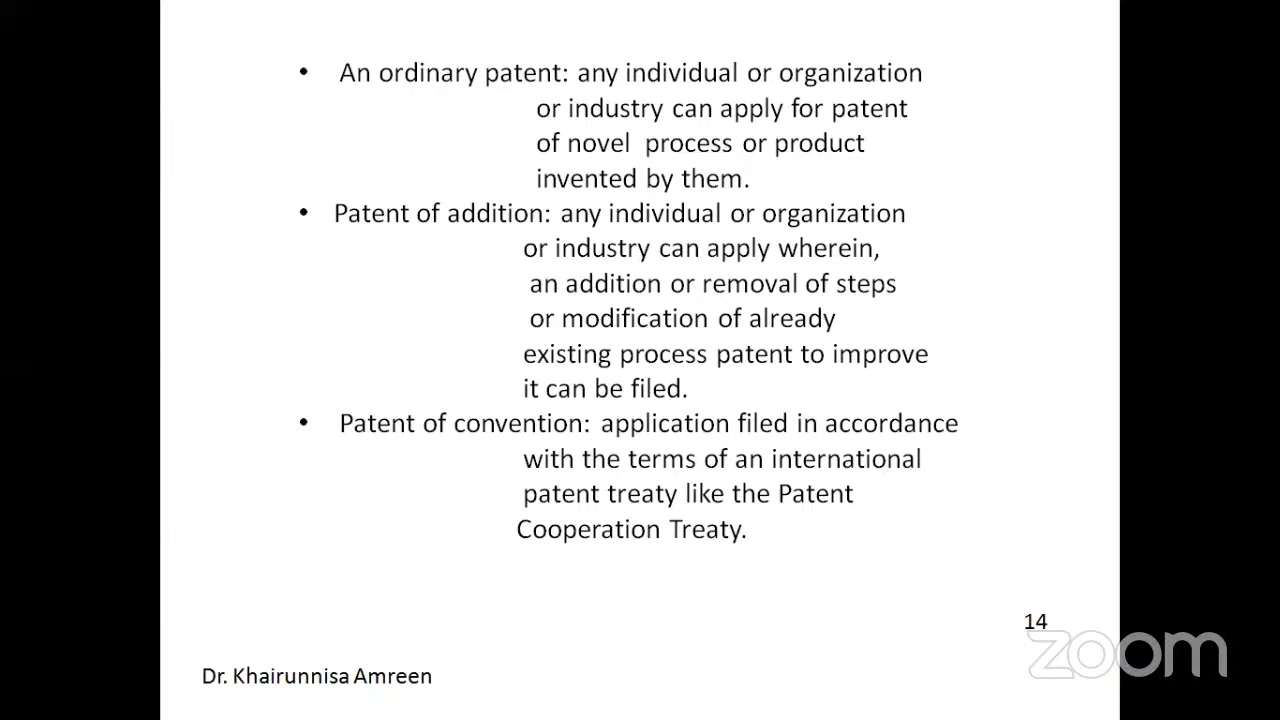 • An ordinary patent: any individual or organization
or industry can apply for patent
of novel process or product
invented by them.
• Patent of addition: any individual or organization
or industry can apply wherein,
an addition or removal of steps
or modification of already
existing process patent to improve
it can be filed.
• Patent of convention: application filed in accordance
with the terms of an international
patent treaty like the Patent
Cooperation Treaty.
14
zoom
Dr. Khairunnisa Amreen